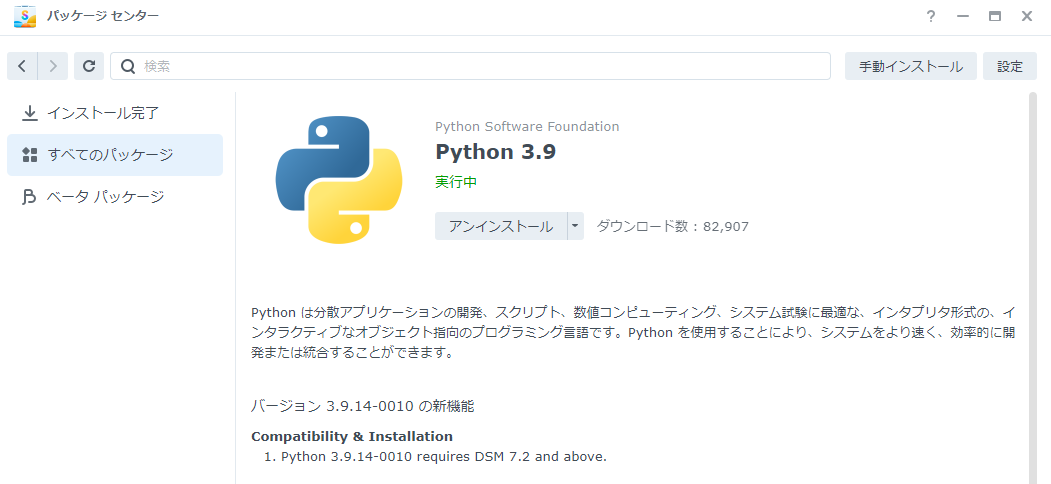 パッケージ センター
検索
手動インストール
設定
インストール完了
すべてのパッケージ
ベータ パッケージ
Python Software Foundation
Python 3.9
実行中
アンインストール
ダウンロード数 : 82,907
Python は分散アプリケーションの開発、スクリプト、数値コンピューティング、システム試験に最適な、インタプリタ形式の、イ
ンタラクティブなオブジェクト指向のプログラミング言語です。Python を使用することにより、システムをより速く、効率的に開
発または統合することができます。
バージョン 3.9.14-0010 の新機能
Compatibility & Installation
1. Python 3.9.14-0010 requires DSM 7.2 and above.